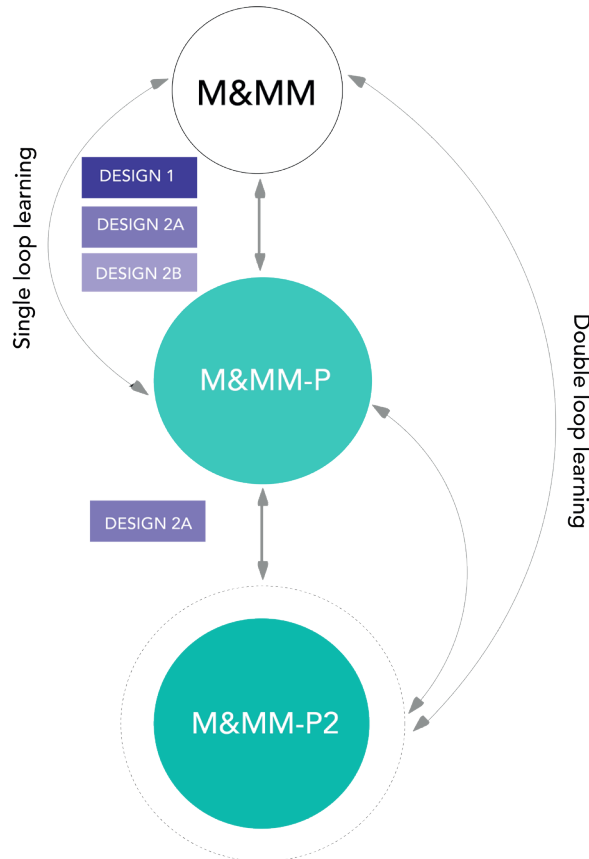 M&MM
Single loop learning
DESIGN 1
DESIGN 2A
DESIGN 2B
M&MM-P
Double loop learning
DESIGN 2A
M&MM-P2